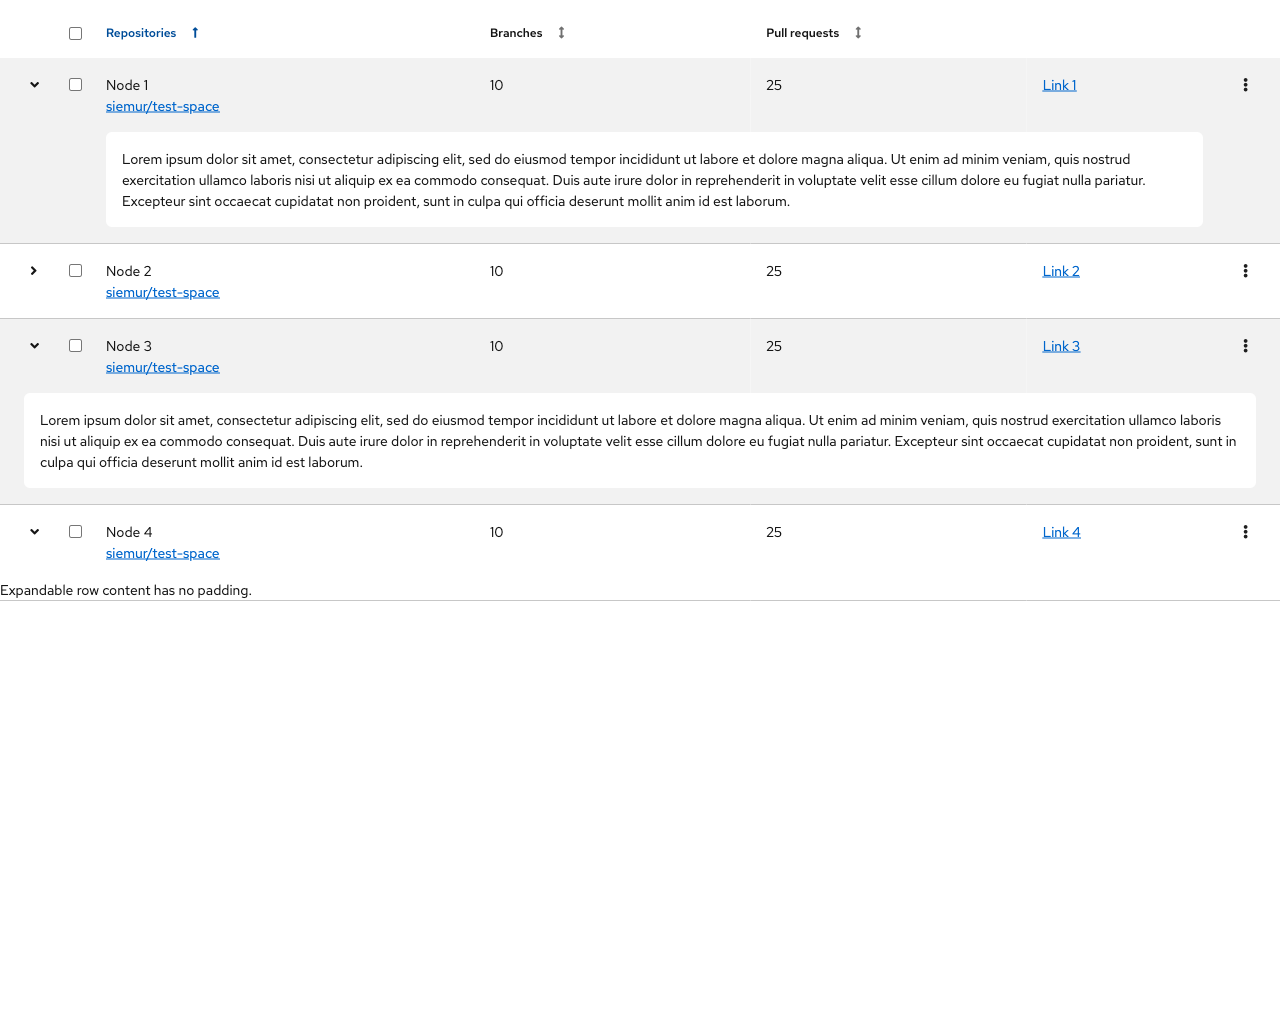 Repositories Branches Pull requests
Node 1 10 25 Link 1
siemur/test-space
Lorem ipsum dolor sit amet, consectetur adipiscing elit, sed do eiusmod tempor incididunt ut labore et dolore magna aliqua. Ut enim ad minim veniam, quis nostrud
exercitation ullamco laboris nisi ut aliquip ex ea commodo consequat. Duis aute irure dolor in reprehenderit in voluptate velit esse cillum dolore eu fugiat nulla pariatur.
Excepteur sint occaecat cupidatat non proident, sunt in culpa qui officia deserunt mollit anim id est laborum.
Node 2 10 25 Link 2
siemur/test-space
Node 3 10 25 Link 3
siemur/test-space
Lorem ipsum dolor sit amet, consectetur adipiscing elit, sed do eiusmod tempor incididunt ut labore et dolore magna aliqua. Ut enim ad minim veniam, quis nostrud exercitation ullamco laboris
nisi ut aliquip ex ea commodo consequat. Duis aute irure dolor in reprehenderit in voluptate velit esse cillum dolore eu fugiat nulla pariatur. Excepteur sint occaecat cupidatat non proident, sunt in
culpa qui officia deserunt mollit anim id est laborum.
Node 4 10 25 Link 4
siemur/test-space
Expandable row content has no padding.